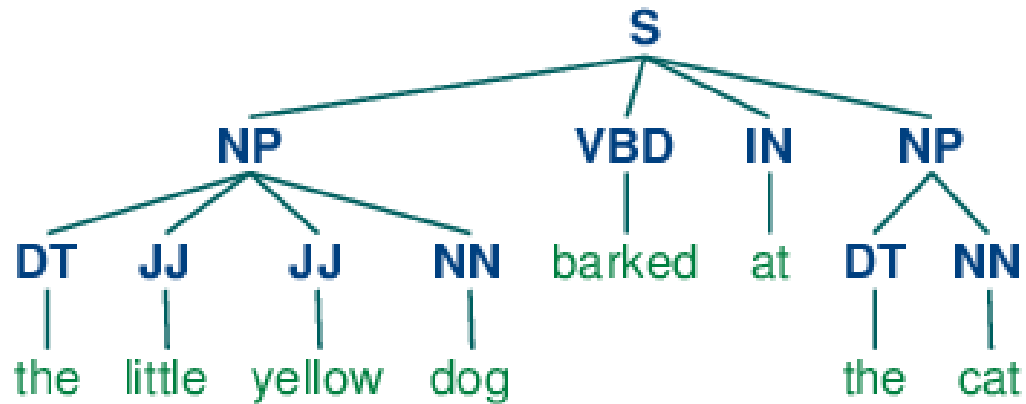 S
NP VBD IN NP
DT JJ JJ NN barked at DT NN
the little yellow dog the cat